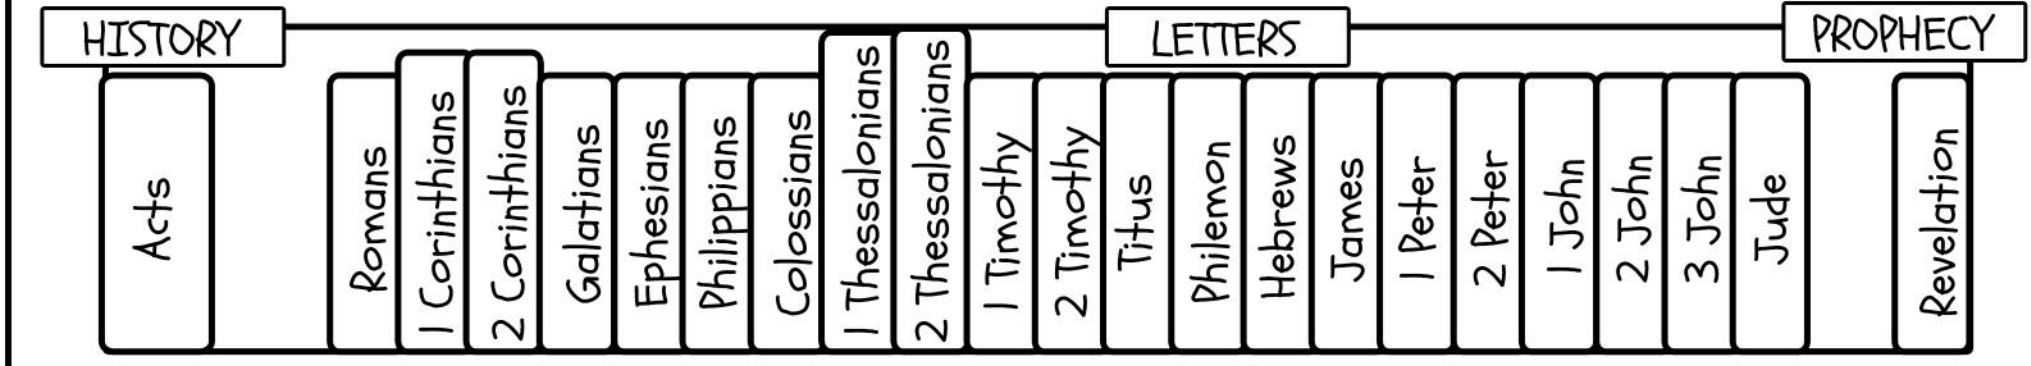 HISTORY
LETTERS
PROPHECY
Acts
Romans
1 Corinthians
2 Corinthians
Galatians
Ephesians
Philippians
Colossians
1 Thessalonians
2 Thessalonians
1 Timothy
2 Timothy
Titus
Philemon
Hebrews
James
1 Peter
2 Peter
1 John
2 John
3 John
Jude
Revelation